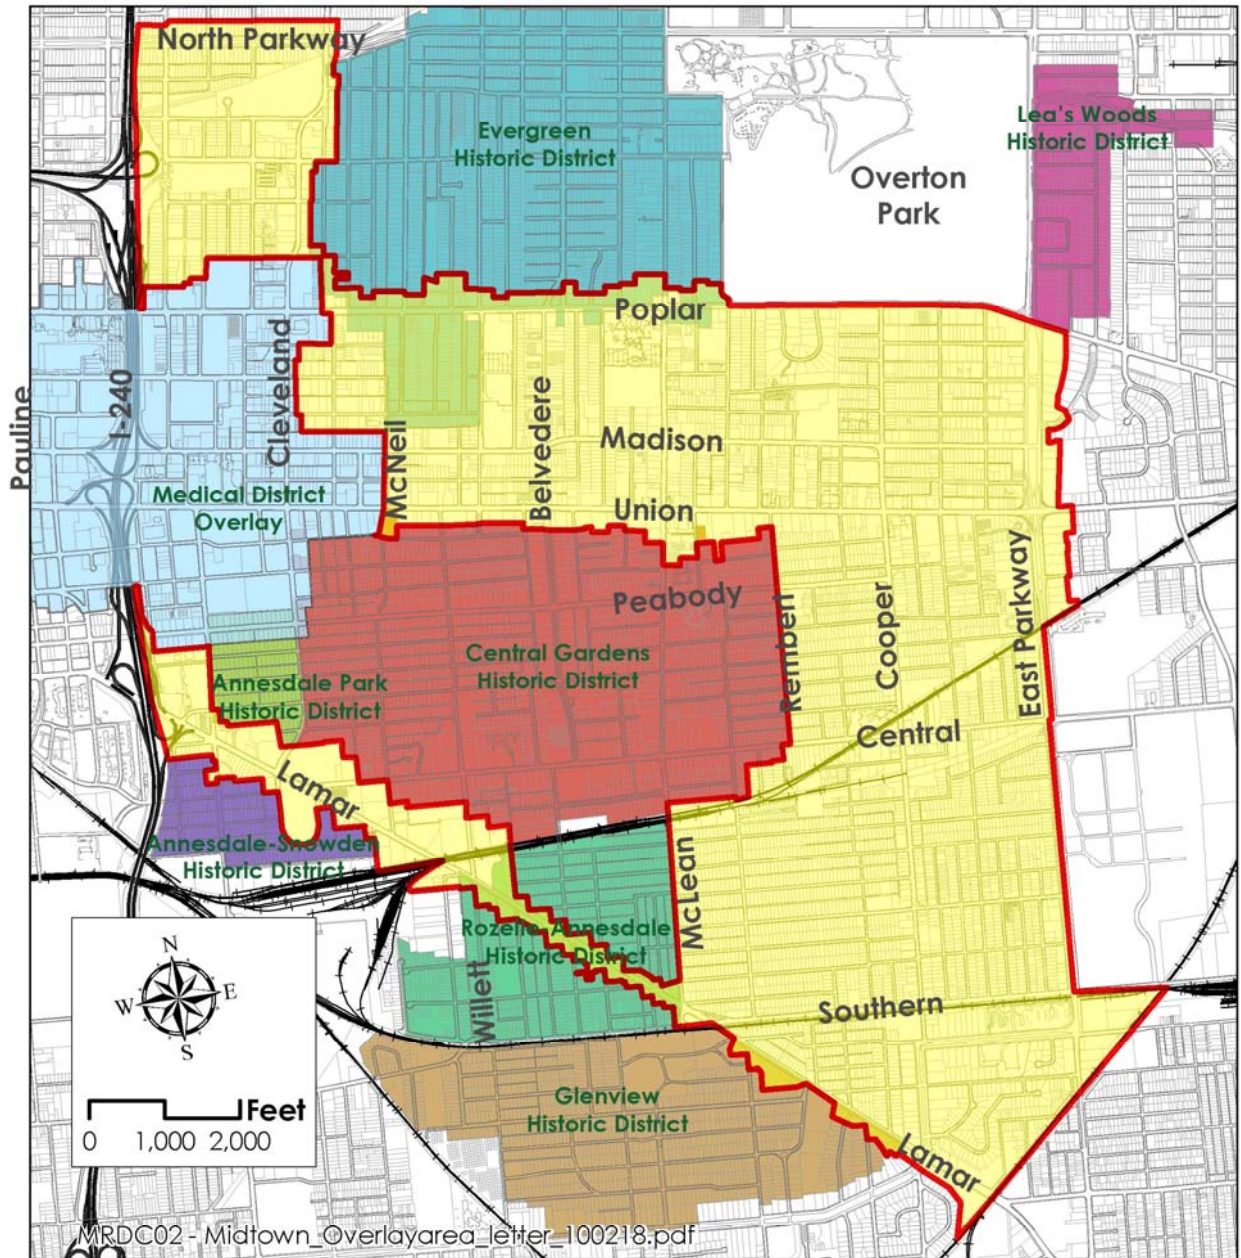 North Parkway
Evergreen
Historic District
Lea's Woods
Historic District
Overton
Park
Poplar
Pauline
I-240
Cleveland
McNeil
Belvedere
Madison
Medical District
Overlay
Union
Peabody
Rembert
Cooper
East Parkway
Central Gardens
Historic District
Annesdale Park
Historic District
Central
Lamar
Annesdale-Snowden
Historic District
McLean
Rozelle-Annesdale
Historic District
Willett
Southern
N
W E
S
Feet
0 1,000 2,000
Glenview
Historic District
Lamar
MRDC02 - Midtown_Overlayarea_letter_100218.pdf